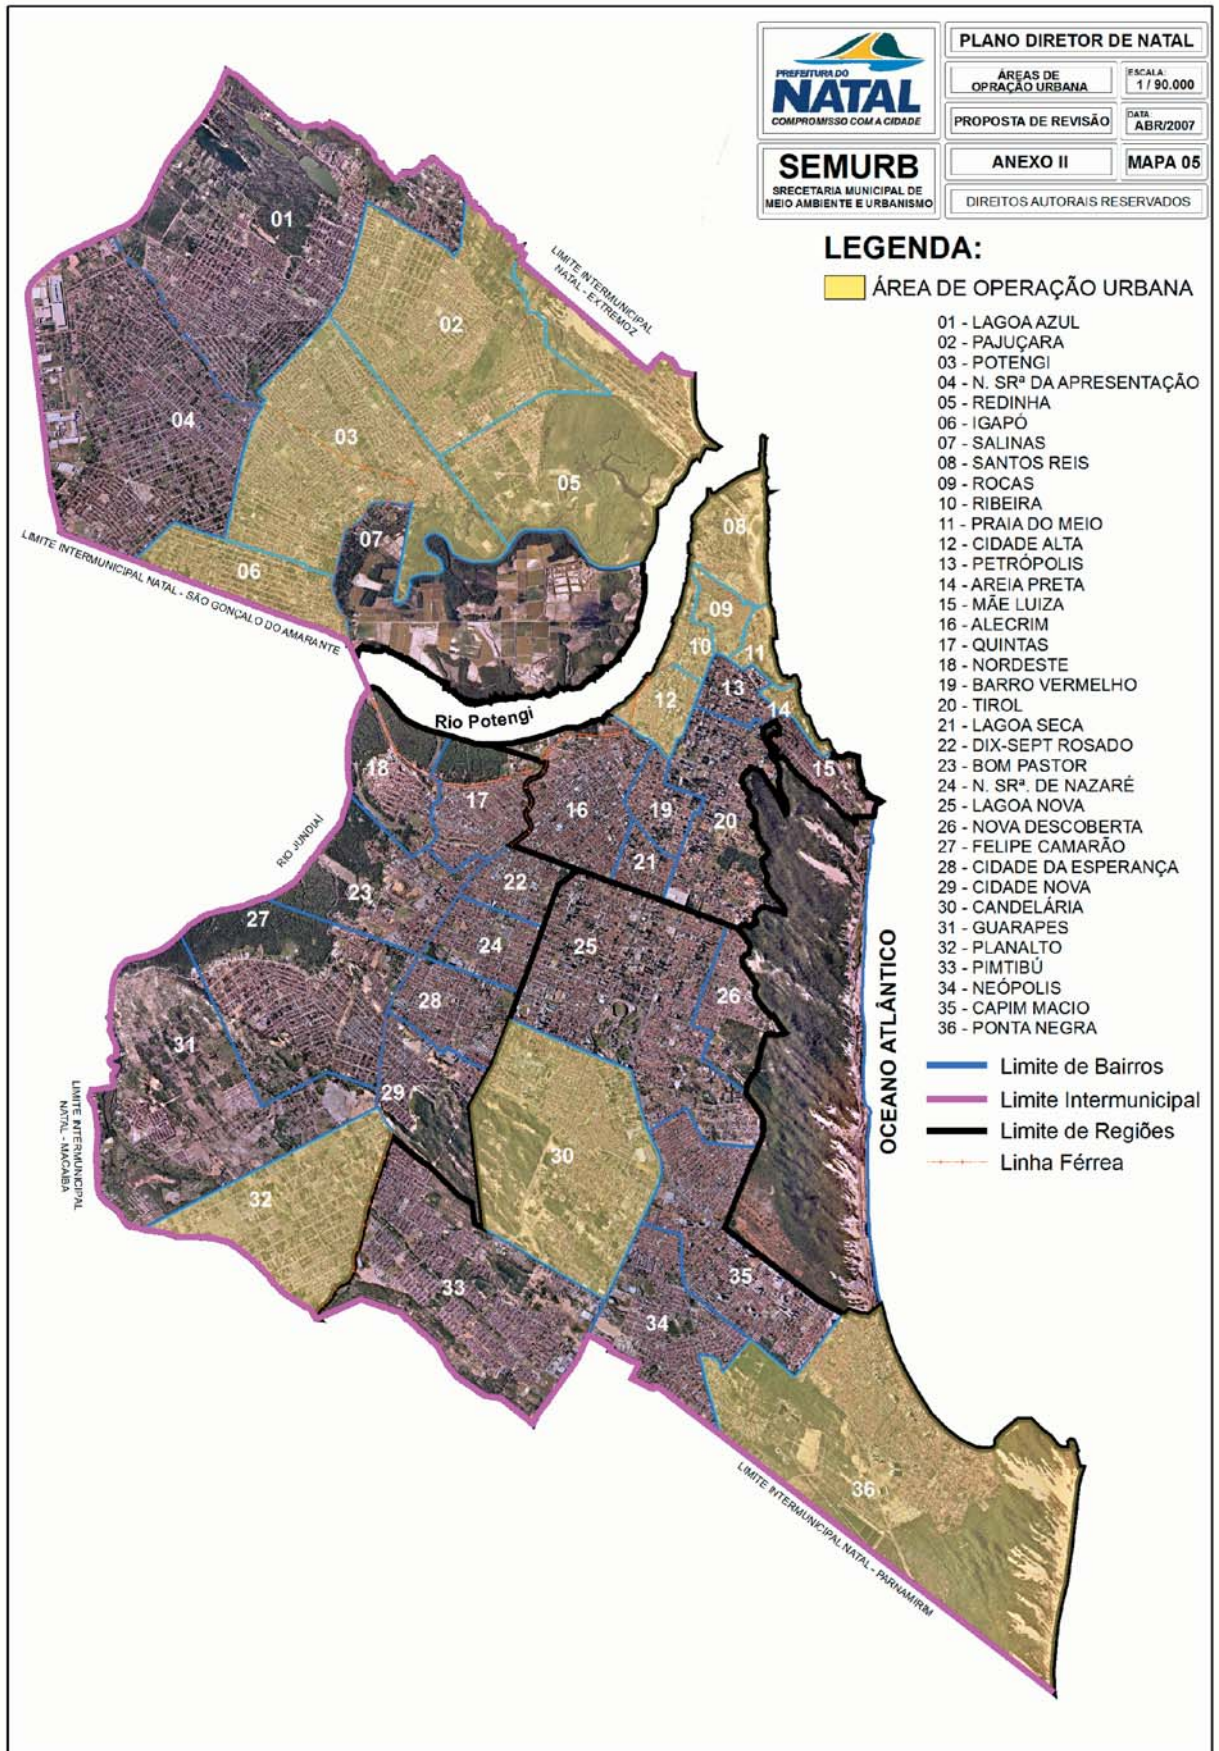 PREFEITURA DO
NATAL
COMPROMISSO COM A CIDADE
SEMURB
SRECETARIA MUNICIPAL DE
MEIO AMBIENTE E URBANISMO
PLANO DIRETOR DE NATAL
ÁREAS DE
OPRAÇÃO URBANA
ESCALA:
1 / 90.000
PROPOSTA DE REVISÃO
DATA:
ABR/2007
ANEXO II
MAPA 05
DIREITOS AUTORAIS RESERVADOS
LEGENDA:
ÁREA DE OPERAÇÃO URBANA
01 - LAGOA AZUL
02 - PAJUÇARA
03 - POTENGI
04 - N. SRª DA APRESENTAÇÃO
05 - REDINHA
06 - IGAPÓ
07 - SALINAS
08 - SANTOS REIS
09 - ROCAS
10 - RIBEIRA
11 - PRAIA DO MEIO
12 - CIDADE ALTA
13 - PETRÓPOLIS
14 - AREIA PRETA
15 - MÃE LUIZA
16 - ALECRIM
17 - QUINTAS
18 - NORDESTE
19 - BARRO VERMELHO
20 - TIROL
21 - LAGOA SECA
22 - DIX-SEPT ROSADO
23 - BOM PASTOR
24 - N. SRª. DE NAZARÉ
25 - LAGOA NOVA
26 - NOVA DESCOBERTA
27 - FELIPE CAMARÃO
28 - CIDADE DA ESPERANÇA
29 - CIDADE NOVA
30 - CANDELÁRIA
31 - GUARAPES
32 - PLANALTO
33 - PIMTIBÚ
34 - NEÓPOLIS
35 - CAPIM MACIO
36 - PONTA NEGRA
Limite de Bairros
Limite Intermunicipal
Limite de Regiões
Linha Férrea
01
LIMITE INTERMUNICIPAL
NATAL - EXTREMOZ
02
04
03
05
07
08
06
LIMITE INTERMUNICIPAL NATAL - SÃO GONÇALO DO AMARANTE
09
10
11
13
12
14
Rio Potengi
15
18
17
16
19
20
RIO JUNDIAÍ
21
22
23
27
24
25
28
26
OCEANO ATLÂNTICO
31
29
LIMITE INTERMUNICIPAL
NATAL - MACAÍBA
30
32
33
35
34
36
LIMITE INTERMUNICIPAL NATAL - PARNAMIRIM